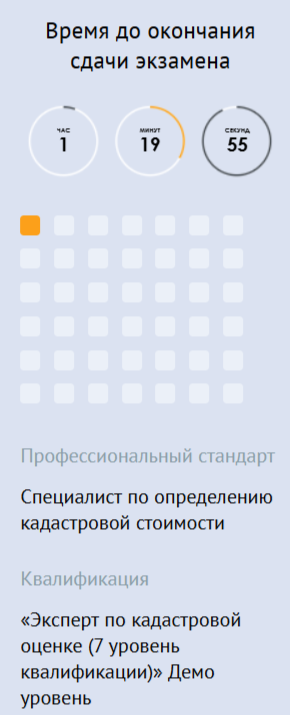 Время до окончания
сдачи экзамена
ЧАС
1
МИНУТ
19
СЕКУНД
55
Профессиональный стандарт
Специалист по определению
кадастровой стоимости
Квалификация
«Эксперт по кадастровой
оценке (7 уровень
квалификации)» Демо
уровень